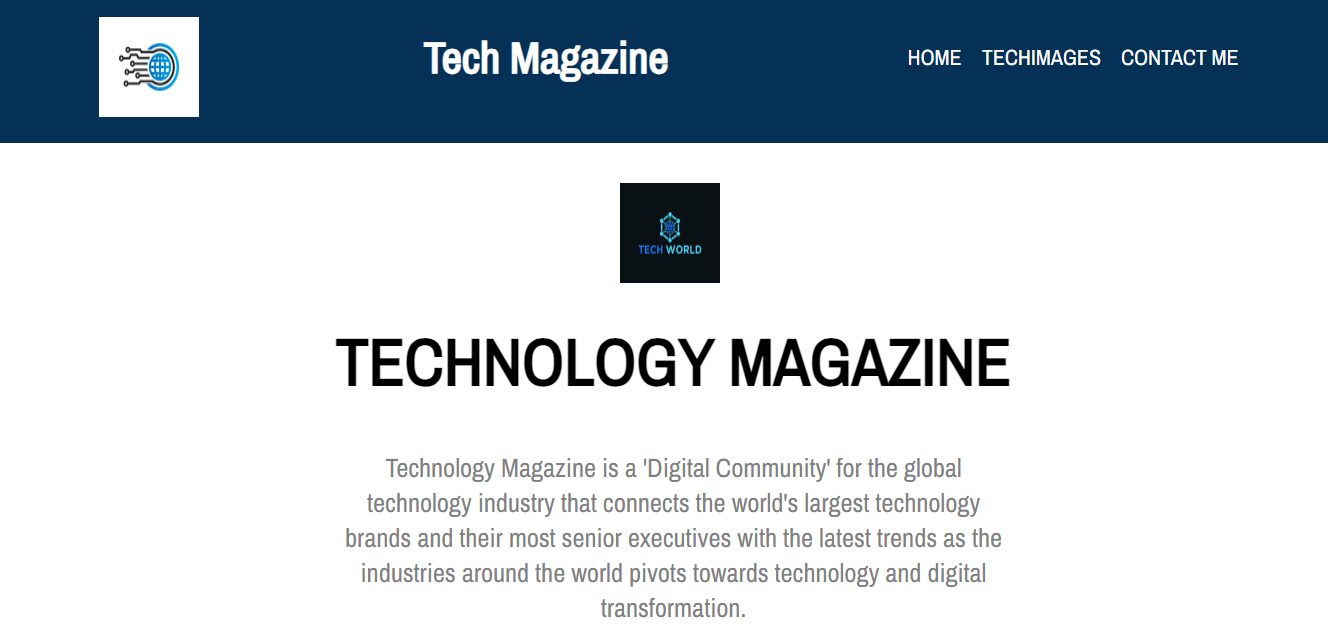 Tech Magazine
HOME TECHIMAGES CONTACT ME
TECH WORLD
TECHNOLOGY MAGAZINE
Technology Magazine is a 'Digital Community' for the global
technology industry that connects the world's largest technology
brands and their most senior executives with the latest trends as the
industries around the world pivots towards technology and digital
transformation.